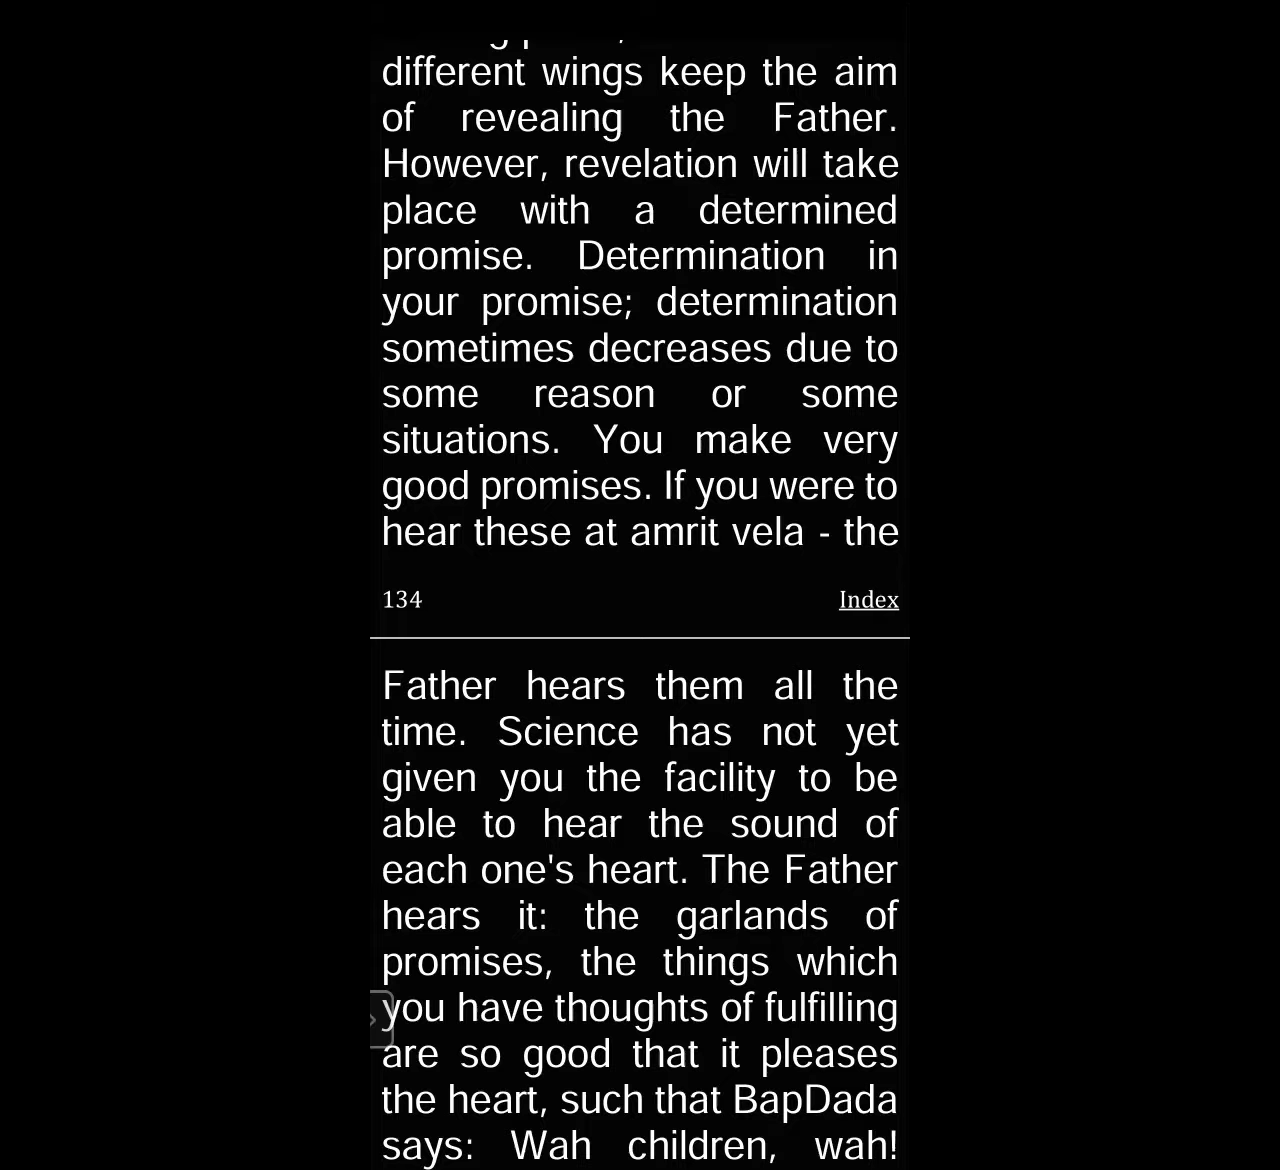 different wings keep the aim
of revealing the Father.
However, revelation will take
place with a determined
promise. Determination in
your promise; determination
sometimes decreases due to
some reason or some
situations. You make very
good promises. If you were to
hear these at amrit vela - the
134 Index
Father hears them all the
time. Science has not yet
given you the facility to be
able to hear the sound of
each one's heart. The Father
hears it: the garlands of
promises, the things which
you have thoughts of fulfilling
are so good that it pleases
the heart, such that BapDada
says: Wah children, wah!